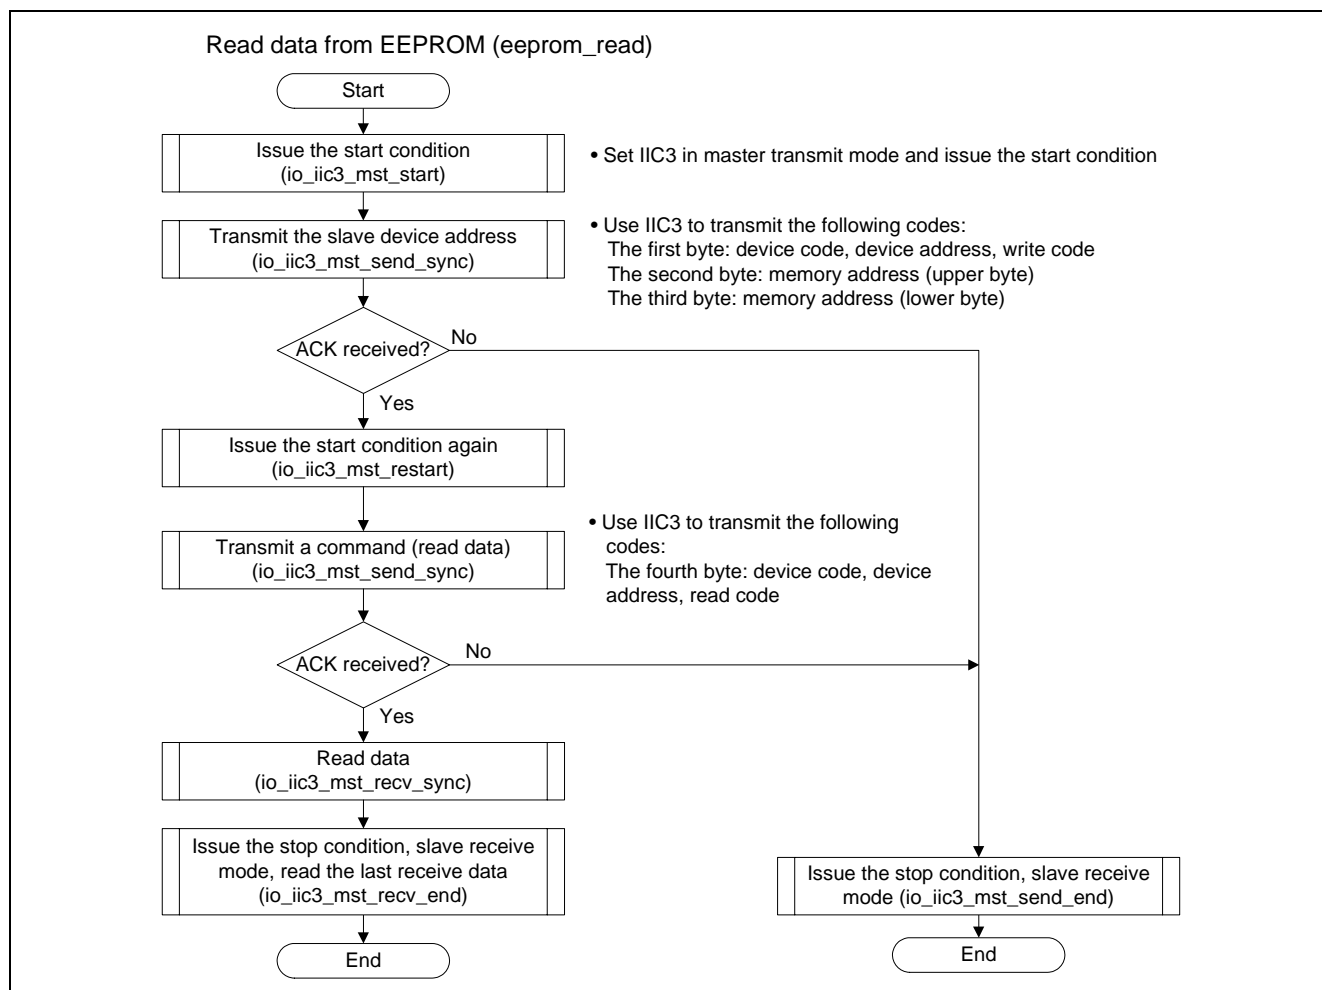 Read data from EEPROM (eeprom_read)
Start
Issue the start condition
(io_iic3_mst_start)
• Set IIC3 in master transmit mode and issue the start condition
Transmit the slave device address
(io_iic3_mst_send_sync)
• Use IIC3 to transmit the following codes:
The first byte: device code, device address, write code
The second byte: memory address (upper byte)
The third byte: memory address (lower byte)
ACK received?
No
Yes
Issue the start condition again
(io_iic3_mst_restart)
Transmit a command (read data)
(io_iic3_mst_send_sync)
• Use IIC3 to transmit the following
codes:
The fourth byte: device code, device
address, read code
ACK received?
No
Yes
Read data
(io_iic3_mst_recv_sync)
Issue the stop condition, slave receive
mode, read the last receive data
(io_iic3_mst_recv_end)
Issue the stop condition, slave receive
mode (io_iic3_mst_send_end)
End
End